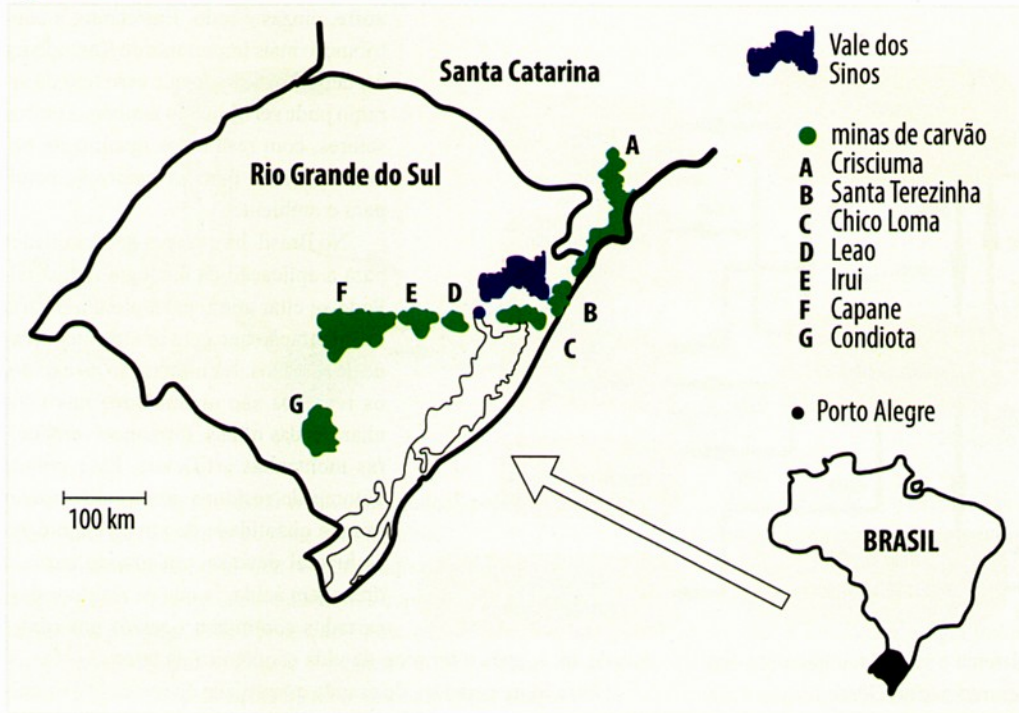 Santa Catarina
Rio Grande do Sul
A
F
E
D
B
C
G
100 km
Vale dos
Sinos
minas de carvão
A Crisciuma
B Santa Terezinha
C Chico Loma
D Leao
E Irui
F Capane
G Condiota
Porto Alegre
BRASIL